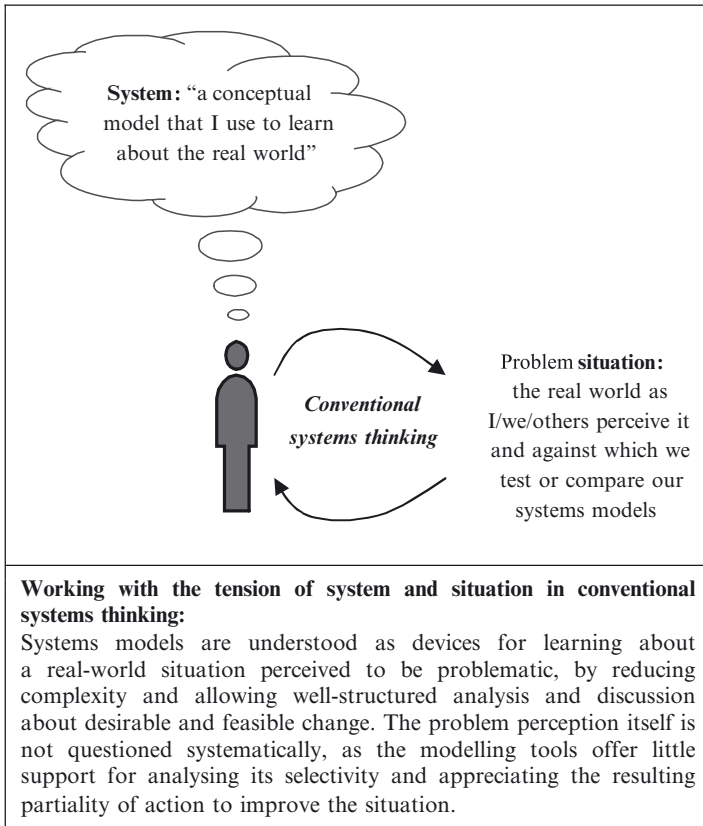 System: “a conceptual
model that I use to learn
about the real world”
Conventional
systems thinking
Problem situation:
the real world as
I/we/others perceive it
and against which we
test or compare our
systems models
Working with the tension of system and situation in conventional
systems thinking:
Systems models are understood as devices for learning about
a real-world situation perceived to be problematic, by reducing
complexity and allowing well-structured analysis and discussion
about desirable and feasible change. The problem perception itself is
not questioned systematically, as the modelling tools offer little
support for analysing its selectivity and appreciating the resulting
partiality of action to improve the situation.